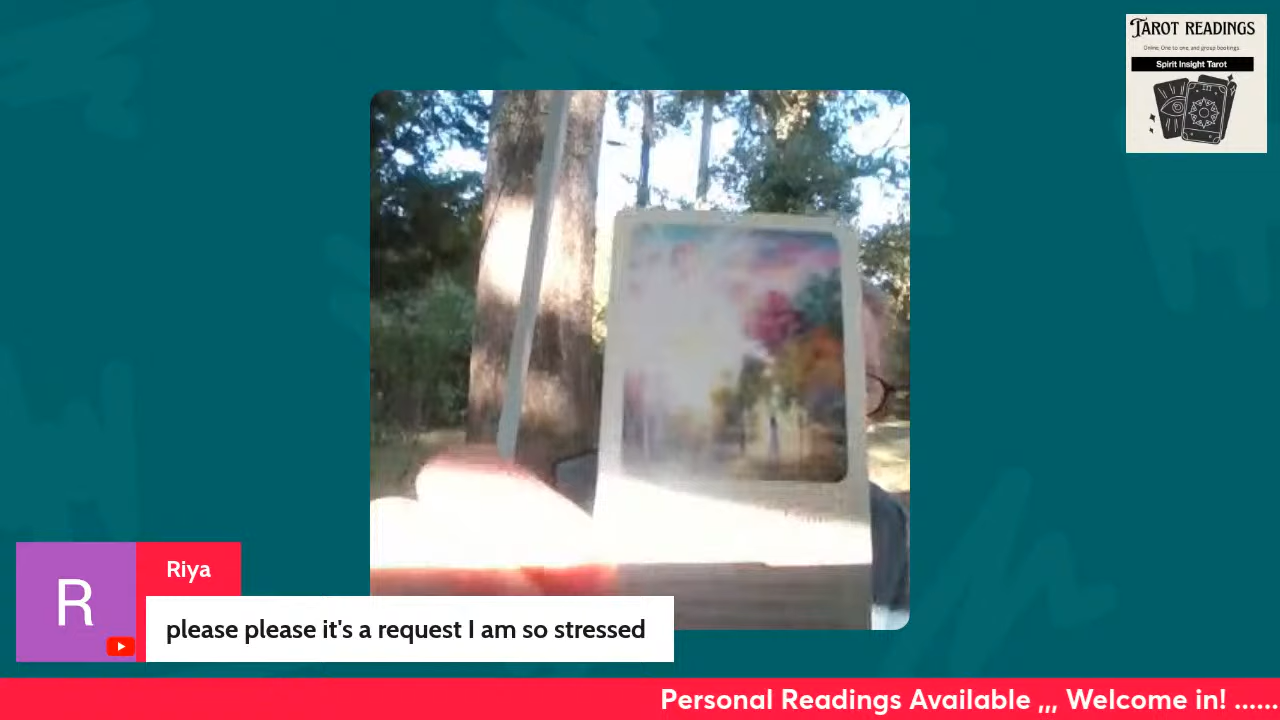 TAROT READINGS
Online, One to one, and group bookings.
Spirit Insight Tarot
R
Riya
please please it's a request I am so stressed
Personal Readings Available ,,, Welcome in! ......